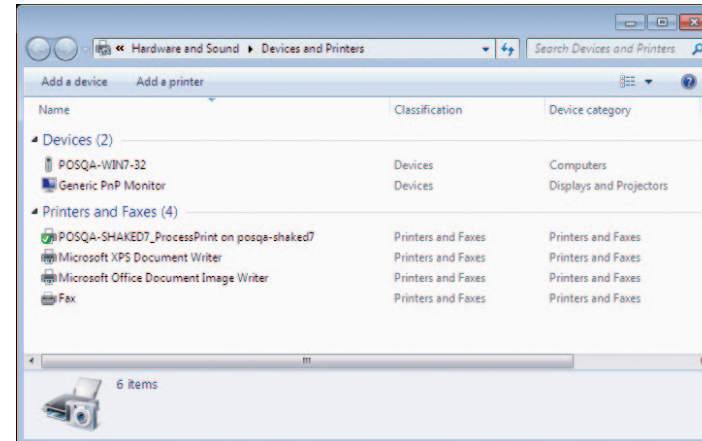 « Hardware and Sound ▸ Devices and Printers Search Devices and Printers
Add a device Add a printer
Name Classification Device category
Devices (2)
POSQA-WIN7-32 Devices Computers
Generic PnP Monitor Devices Displays and Projectors
Printers and Faxes (4)
POSQA-SHAKED7_ProcessPrint on posqa-shaked7 Printers and Faxes Printers and Faxes
Microsoft XPS Document Writer Printers and Faxes Printers and Faxes
Microsoft Office Document Image Writer Printers and Faxes Printers and Faxes
Fax Printers and Faxes Printers and Faxes
6 items